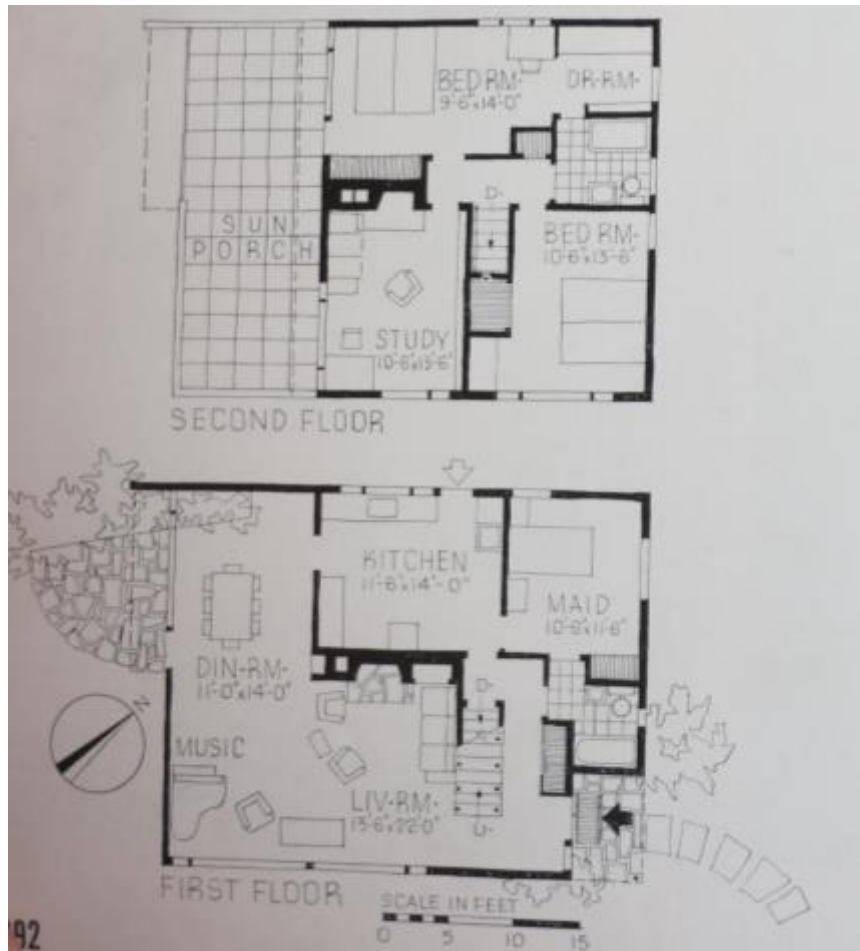 BED RM-
9'-6"x14'-0"
DR-RM-
D-
SUN
PORCH
BED RM-
10'-6"x13'-6"
STUDY
10'-6"x13'-6"
SECOND FLOOR
KITCHEN
11'-6"x14'-0"
MAID
10'-6"x11'-6"
DIN-RM-
11'-0"x14'-0"
D-
N
MUSIC
LIV-RM-
13'-6"x22'-0"
U-
FIRST FLOOR
SCALE IN FEET
0 5 10 15
92